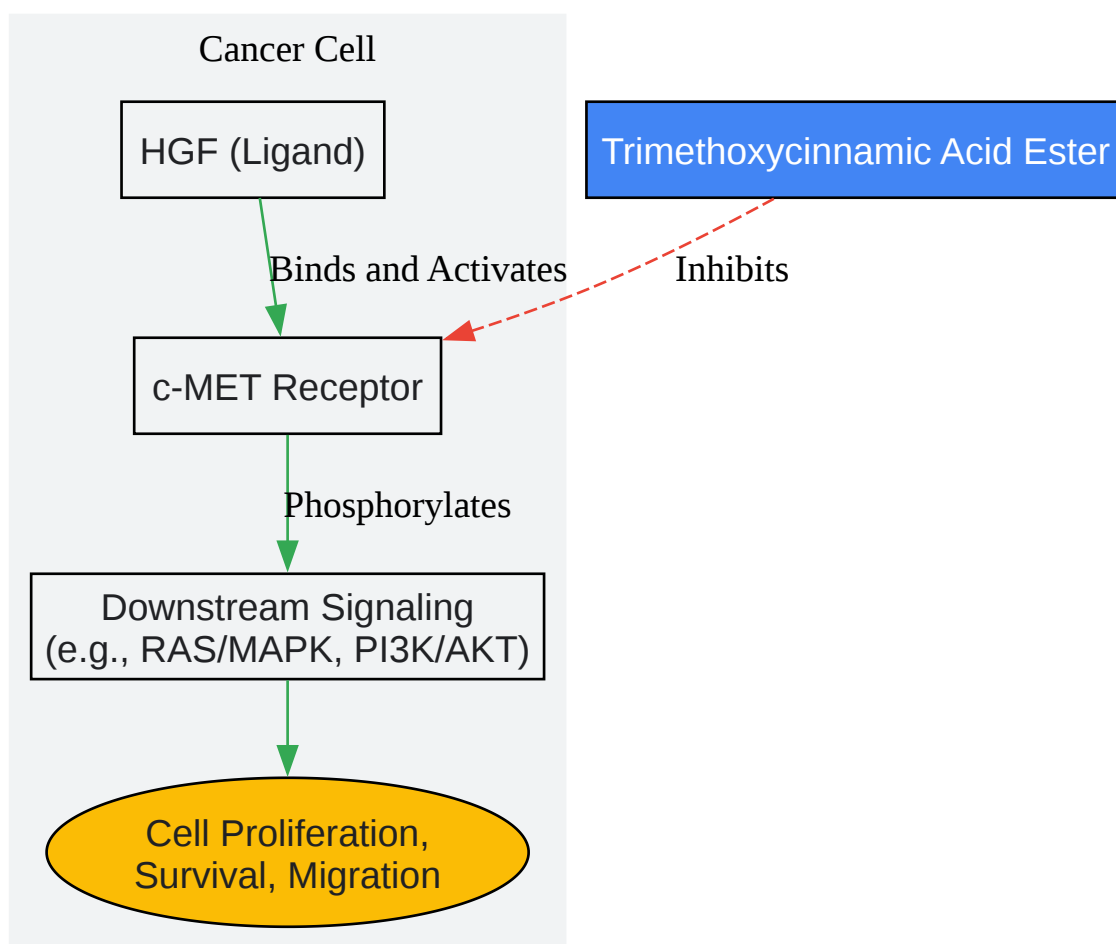 Cancer Cell
HGF (Ligand)
Trimethoxycinnamic Acid Ester
Binds and Activates
Inhibits
c-MET Receptor
Phosphorylates
Downstream Signaling
(e.g., RAS/MAPK, PI3K/AKT)
Cell Proliferation,
Survival, Migration